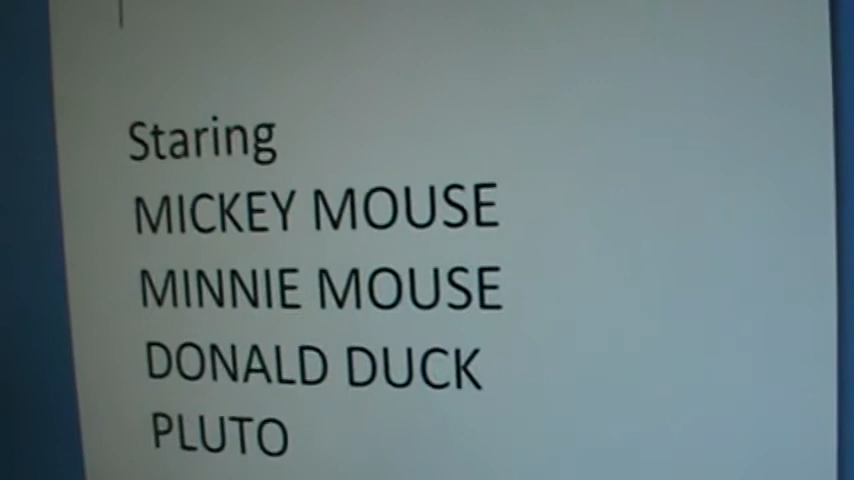 Staring
MICKEY MOUSE
MINNIE MOUSE
DONALD DUCK
PLUTO